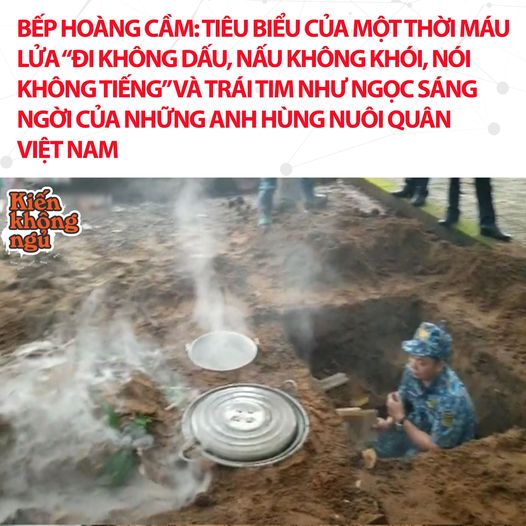 BẾP HOÀNG CẦM: TIÊU BIỂU CỦA MỘT THỜI MÁU
LỬA “ĐI KHÔNG DẤU, NẤU KHÔNG KHÓI, NÓI
KHÔNG TIẾNG” VÀ TRÁI TIM NHƯ NGỌC SÁNG
NGỜI CỦA NHỮNG ANH HÙNG NUÔI QUÂN
VIỆT NAM
Kiến
không
ngủ